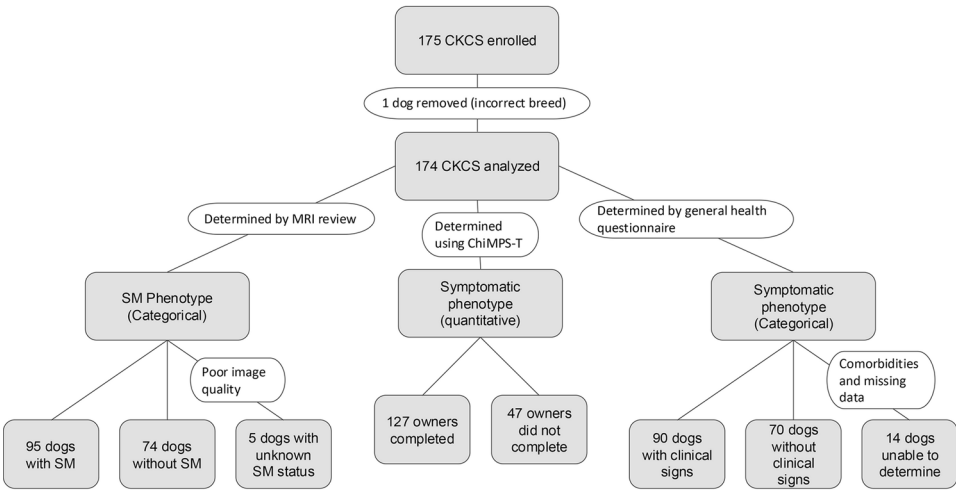 175 CKCS enrolled
1 dog removed (incorrect breed)
174 CKCS analyzed
Determined by MRI review
Determined
using ChiMPS-T
Determined by general health
questionnaire
SM Phenotype
(Categorical)
Symptomatic
phenotype
(quantitative)
Symptomatic
phenotype
(Categorical)
Poor image
quality
Comorbidities
and missing
data
95 dogs
with SM
74 dogs
without SM
5 dogs with
unknown
SM status
127 owners
completed
47 owners
did not
complete
90 dogs
with clinical
signs
70 dogs
without
clinical
signs
14 dogs
unable to
determine